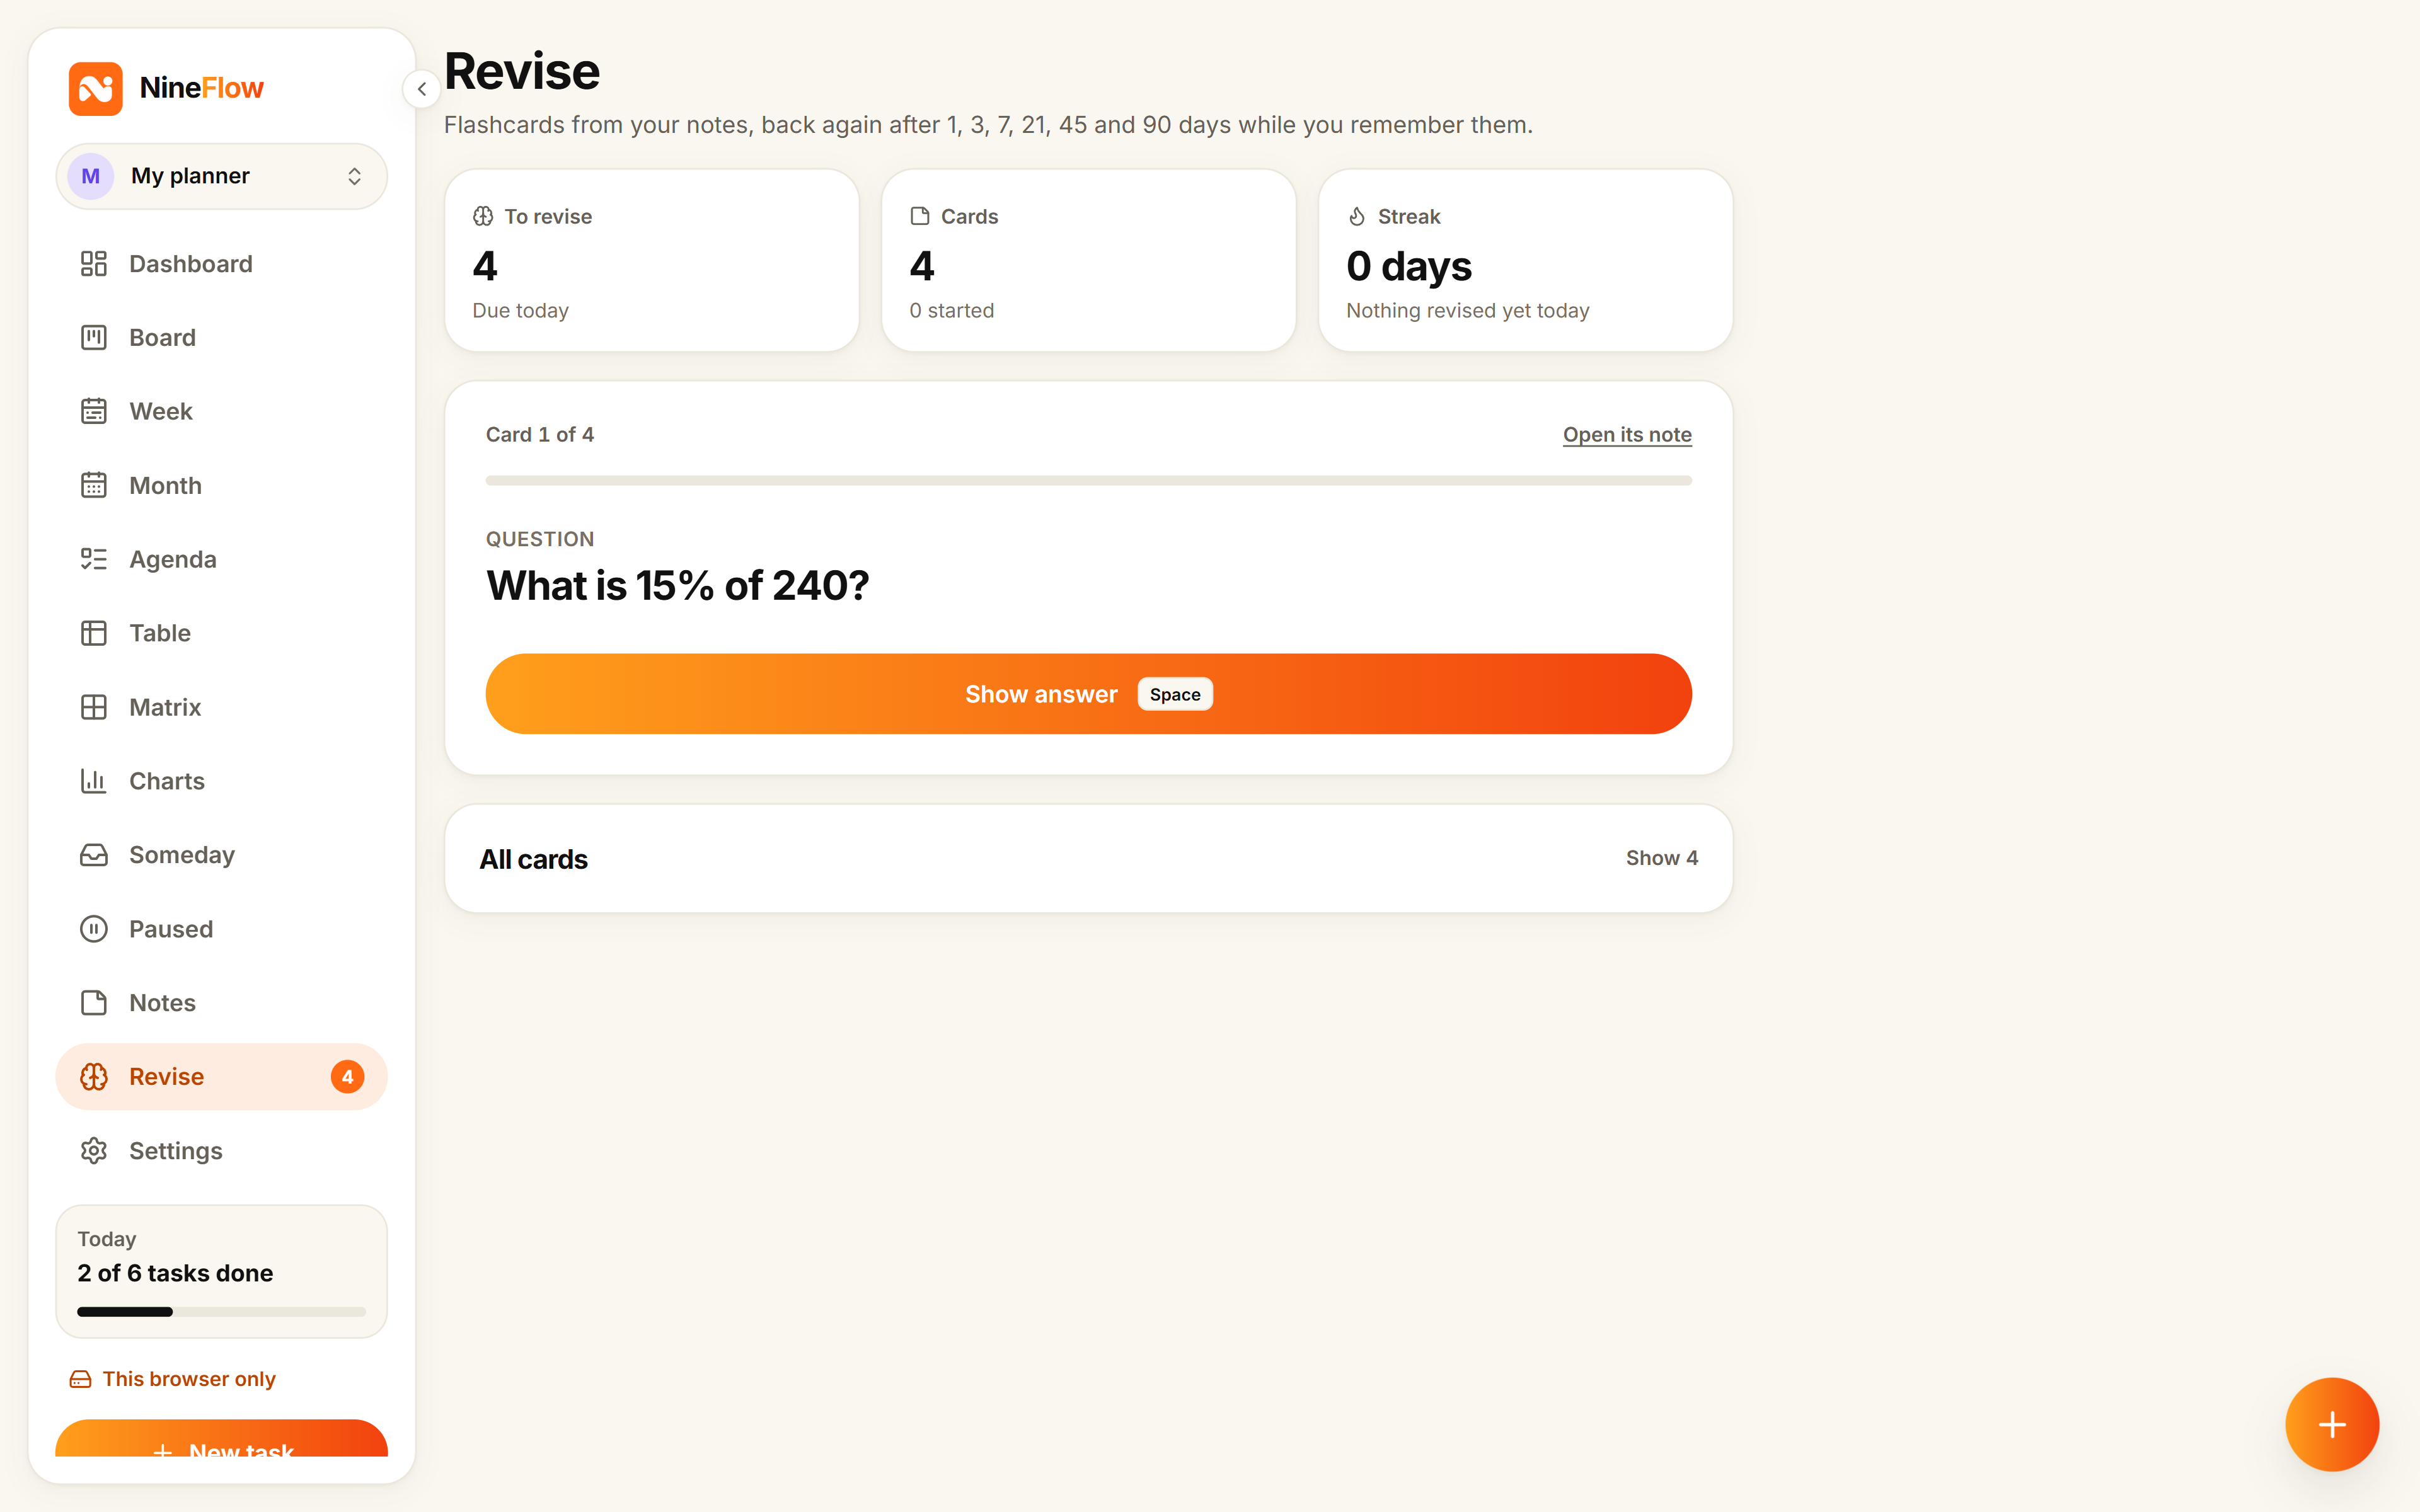 NineFlow
M My planner
Dashboard
Board
Week
Month
Agenda
Table
Matrix
Charts
Someday
Paused
Notes
Revise 4
Settings
Today
2 of 6 tasks done
This browser only
New task
Revise
Flashcards from your notes, back again after 1, 3, 7, 21, 45 and 90 days while you remember them.
To revise
4
Due today
Cards
4
0 started
Streak
0 days
Nothing revised yet today
Card 1 of 4
Open its note
QUESTION
What is 15% of 240?
Show answer Space
All cards
Show 4